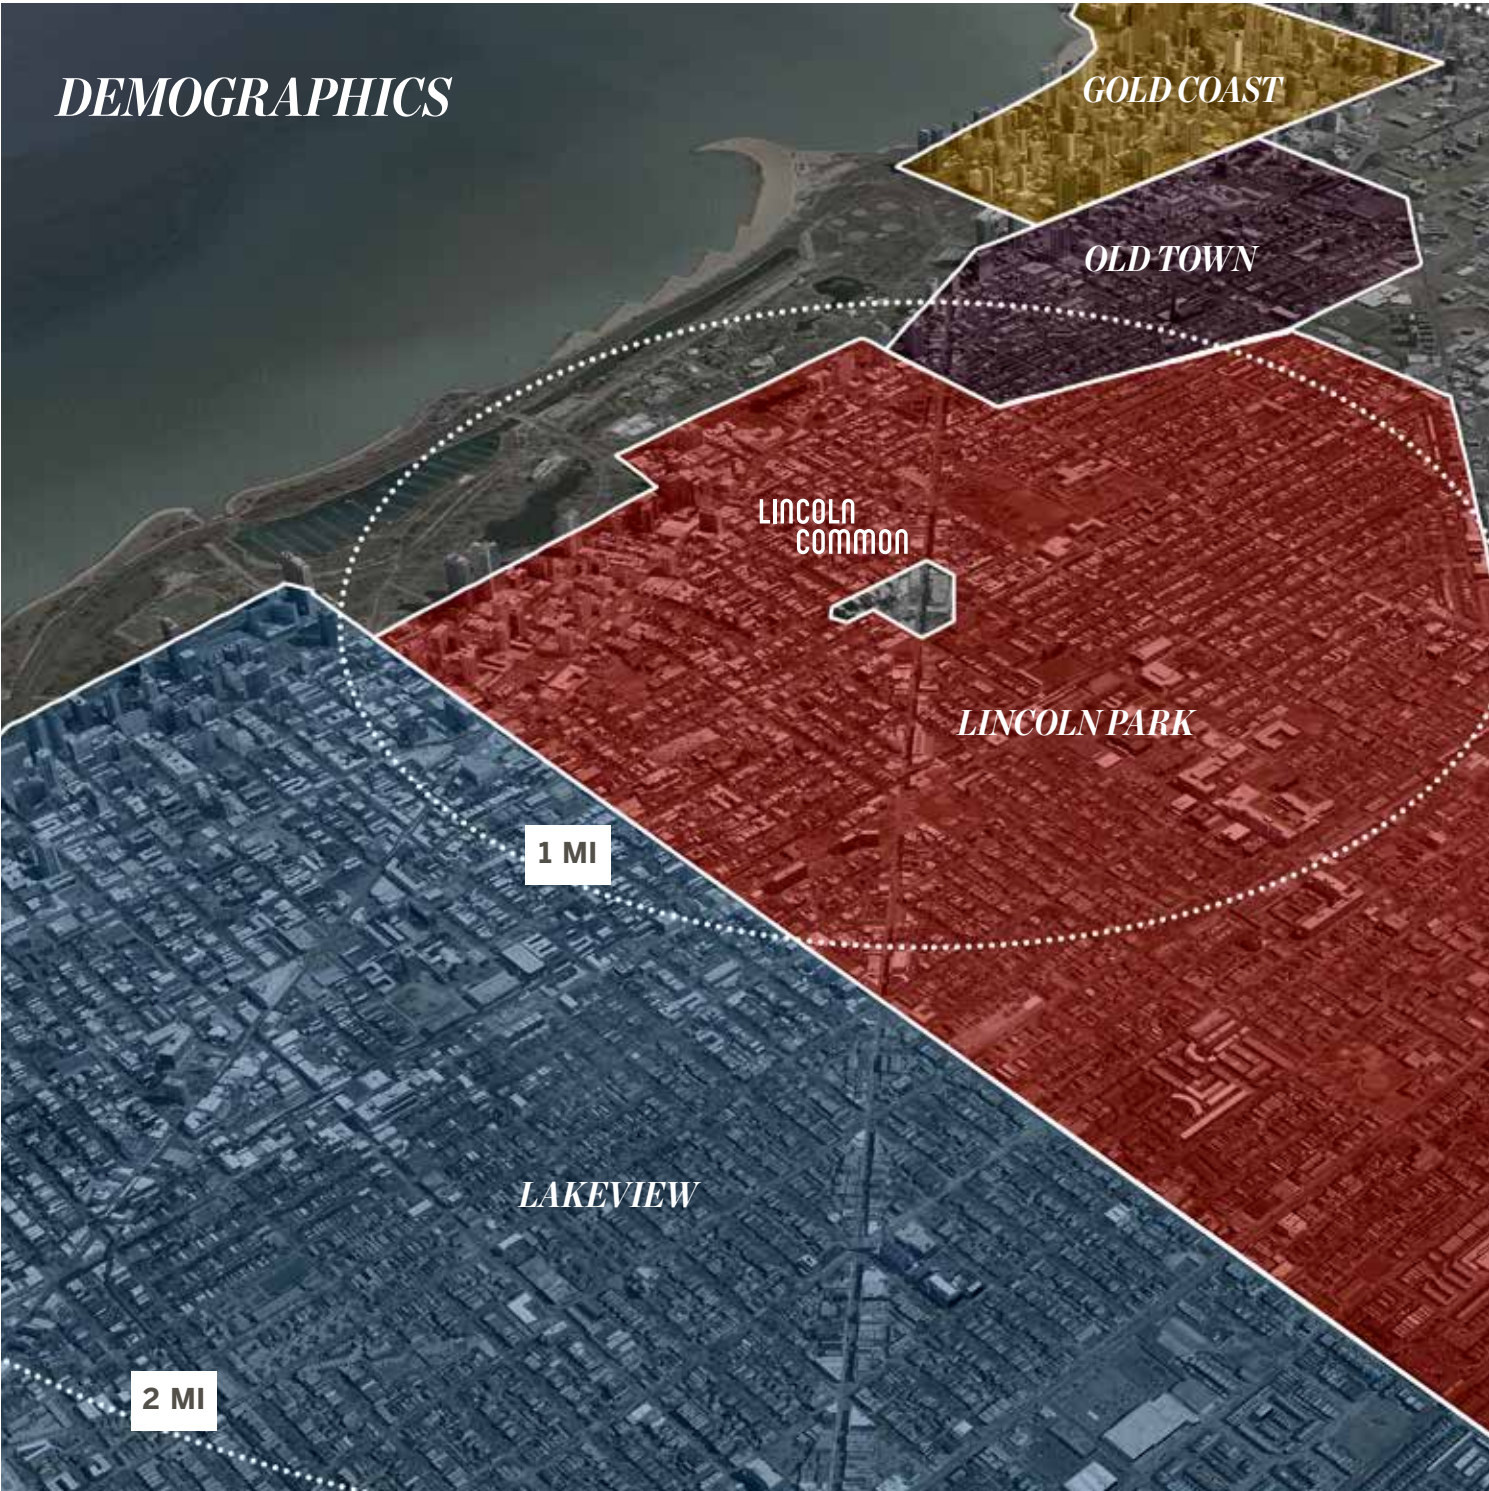 DEMOGRAPHICS
GOLD COAST
OLD TOWN
LINCOLN
COMMON
LINCOLN PARK
1 MI
LAKEVIEW
2 MI